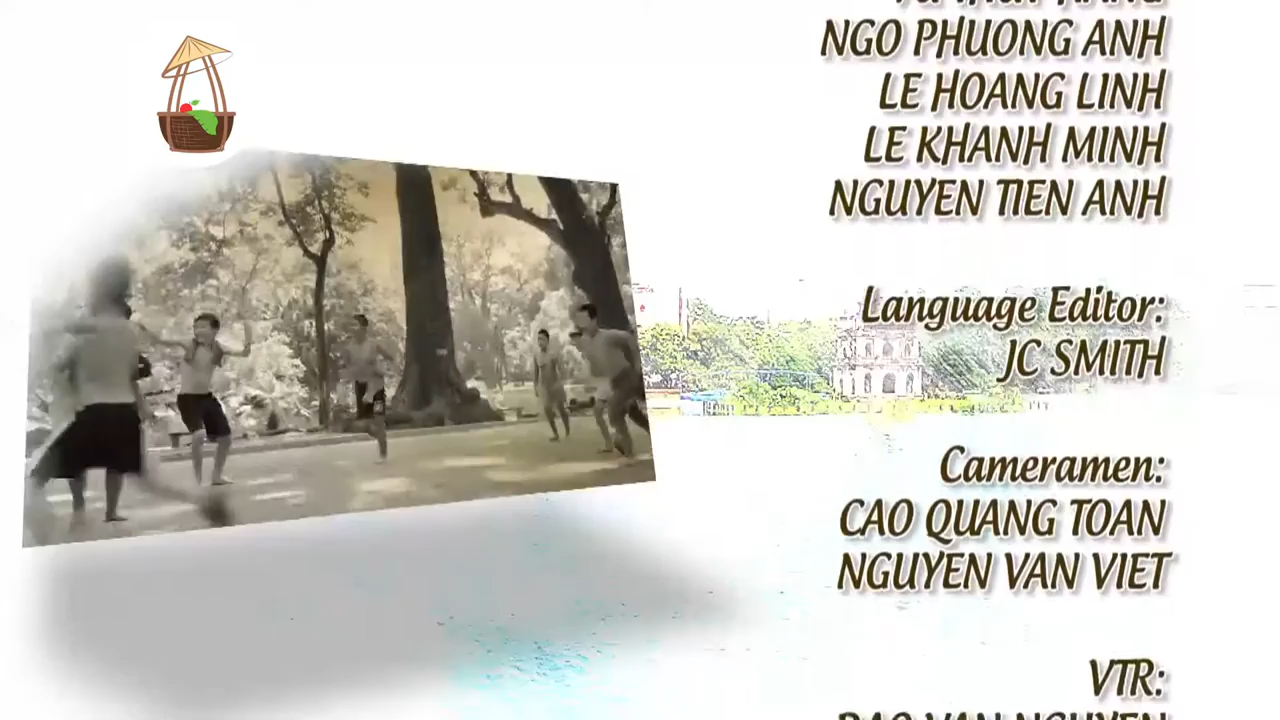 NGO PHUONG ANH
LE HOANG LINH
LE KHANH MINH
NGUYEN TIEN ANH
Language Editor:
JC SMITH
Cameramen:
CAO QUANG TOAN
NGUYEN VAN VIET
VTR: